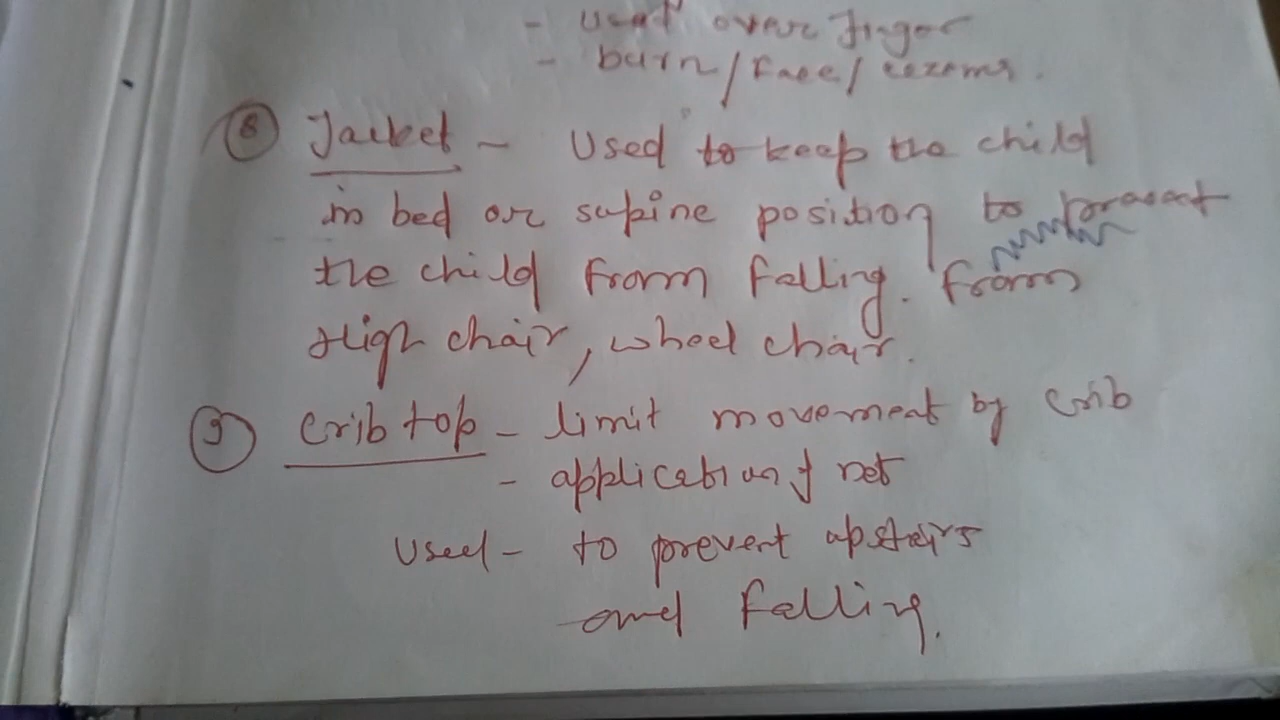 - used over finger
- burn/Face/eczema.
⑧ Jacket - Used to keep the child
in bed or supine position to prevent
the child from falling. from
High chair, wheel chair.
⑨ Crib top - limit movement by crib
- application of net
Used - to prevent upstairs
and falling.